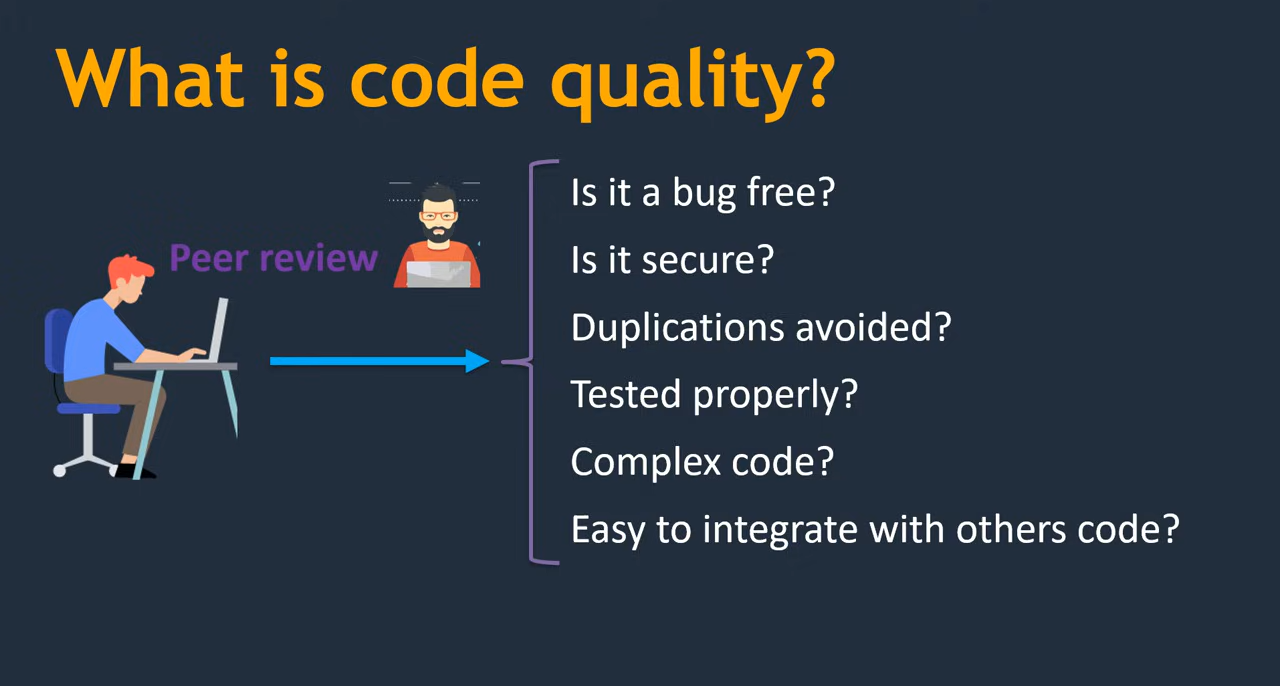 What is code quality?
Peer review
Is it a bug free?
Is it secure?
Duplications avoided?
Tested properly?
Complex code?
Easy to integrate with others code?